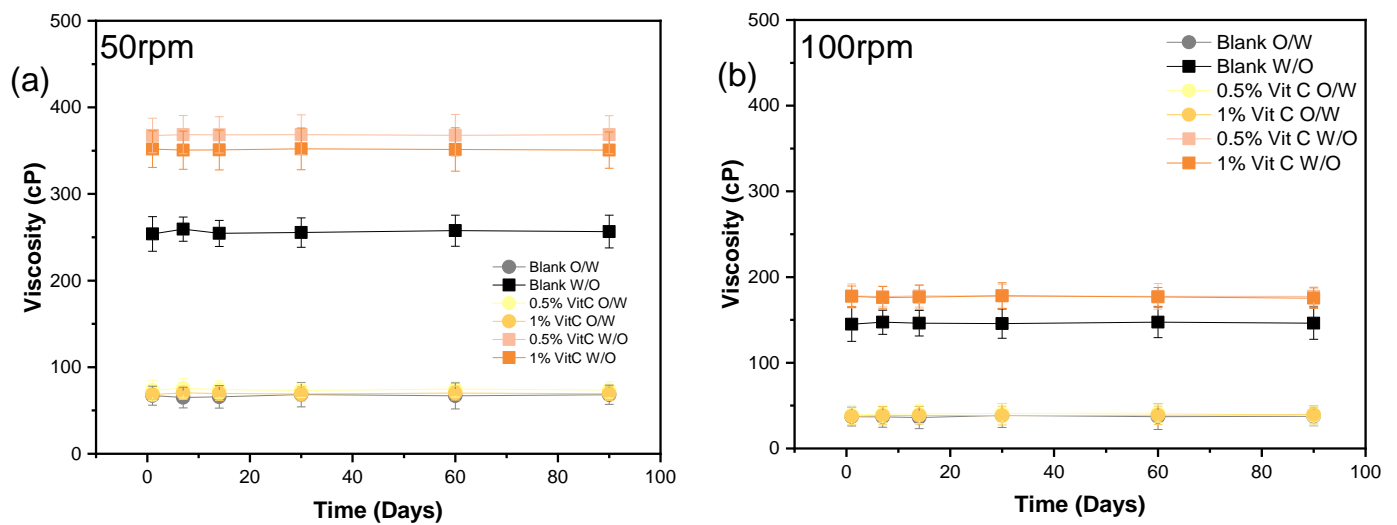 (a)
50rpm
Viscosity (cP)
500
400
300
200
100
0
0
20
40
60
80
100
Time (Days)
Blank O/W
Blank W/O
0.5% VitC O/W
1% VitC O/W
0.5% VitC W/O
1% VitC W/O
(b)
100rpm
Viscosity (cP)
500
400
300
200
100
0
0
20
40
60
80
100
Time (Days)
Blank O/W
Blank W/O
0.5% Vit C O/W
1% Vit C O/W
0.5% Vit C W/O
1% Vit C W/O